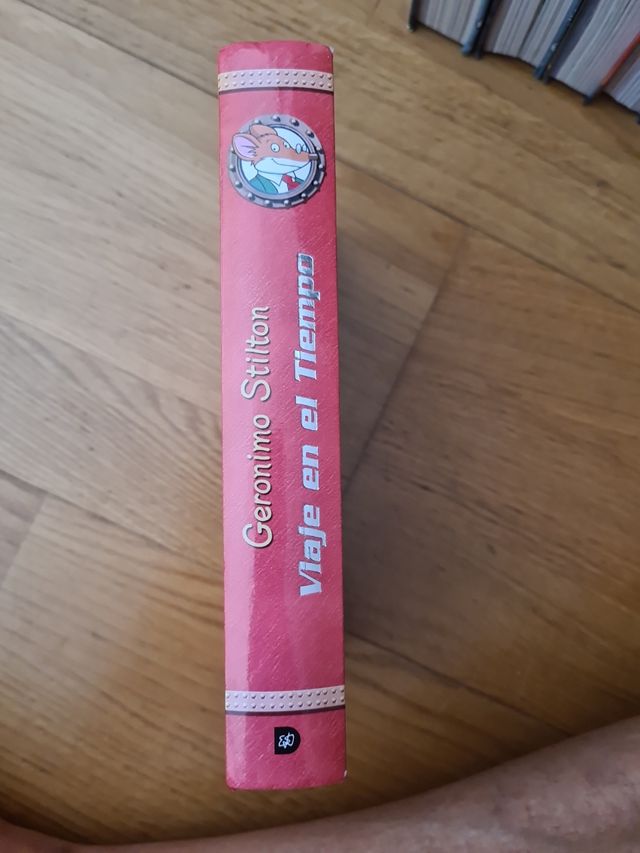 Geronimo Stilton
Viaje en el Tiempo